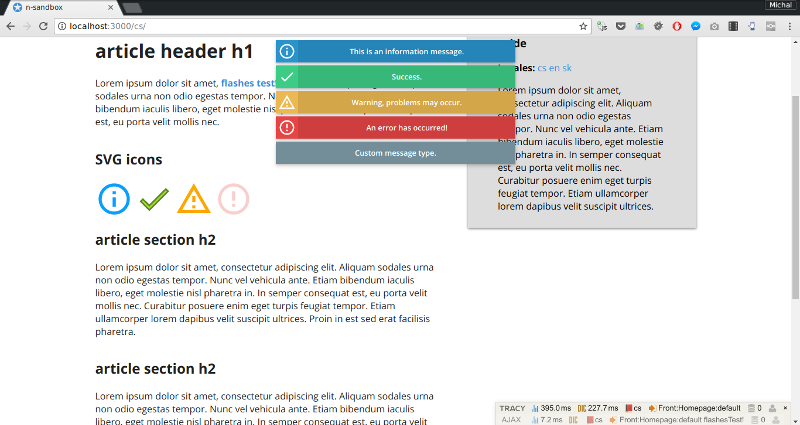 Michal
n-sandbox
localhost:3000/cs/
article header h1
Lorem ipsum dolor sit amet, flashes test!
sodales urna non odio egestas tempor. N
bibendum iaculis libero, eget molestie nisl
est, eu porta velit mollis nec.
This is an information message.
Success.
Warning, problems may occur.
An error has occurred!
Custom message type.
SVG icons
article section h2
Lorem ipsum dolor sit amet, consectetur adipiscing elit. Aliquam sodales urna
non odio egestas tempor. Nunc vel vehicula ante. Etiam bibendum iaculis
libero, eget molestie nisl pharetra in. In semper consequat est, eu porta velit
mollis nec. Curabitur posuere enim eget turpis feugiat tempor. Etiam
ullamcorper lorem dapibus velit suscipit ultrices. Proin in est sed erat facilisis
pharetra.
article section h2
Lorem ipsum dolor sit amet, consectetur adipiscing elit. Aliquam sodales urna
non odio egestas tempor. Nunc vel vehicula ante. Etiam bibendum iaculis
libero, eget molestie nisl pharetra in. In semper consequat est, eu porta velit
ales: cs en sk
Lorem ipsum dolor sit amet,
consectetur adipiscing elit.
Aliquam sodales urna non odio egestas
tempor. Nunc vel vehicula ante. Etiam
bibendum iaculis libero, eget molestie
nisl pharetra in. In semper consequat
est, eu porta velit mollis nec.
Curabitur posuere enim eget turpis
feugiat tempor. Etiam ullamcorper
lorem dapibus velit suscipit ultrices.
TRACY 395.0 ms 227.7 ms cs Front:Homepage:default 0 ×
AJAX 7.2 ms cs Front:Homepage:default flashesTest! 0